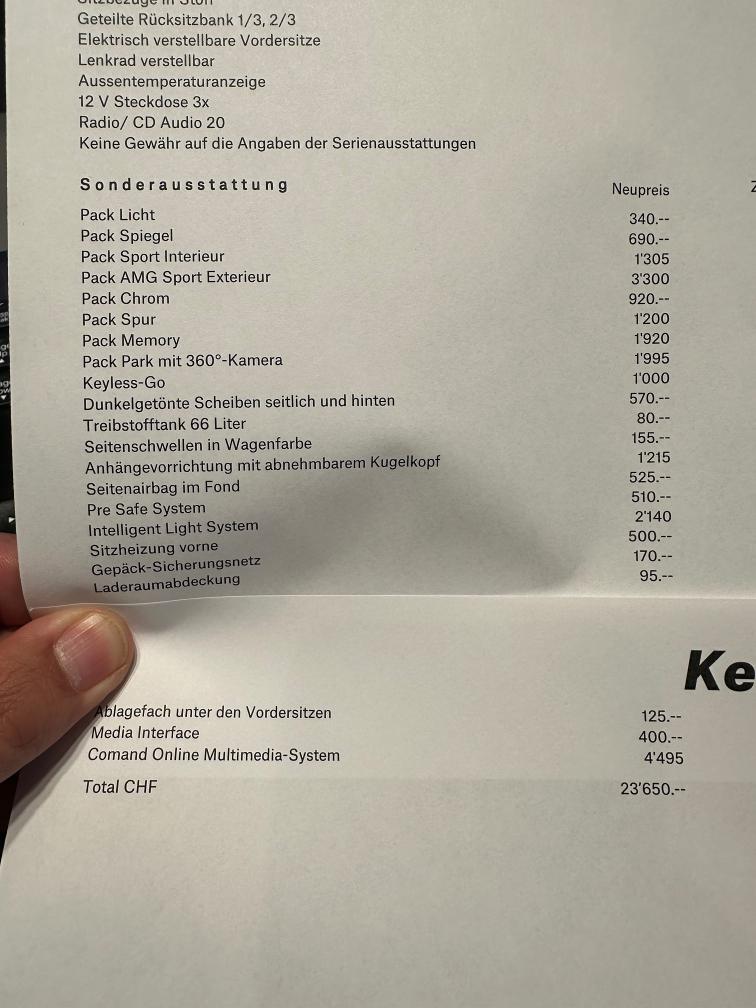 Sitzbezüge in Stoff
Geteilte Rücksitzbank 1/3, 2/3
Elektrisch verstellbare Vordersitze
Lenkrad verstellbar
Aussentemperaturanzeige
12 V Steckdose 3x
Radio/ CD Audio 20
Keine Gewähr auf die Angaben der Serienausstattungen
Sonderausstattung Neupreis
Pack Licht 340.--
Pack Spiegel 690.--
Pack Sport Interieur 1'305
Pack AMG Sport Exterieur 3'300
Pack Chrom 920.--
Pack Spur 1'200
Pack Memory 1'920
Pack Park mit 360°-Kamera 1'995
Keyless-Go 1'000
Dunkelgetönte Scheiben seitlich und hinten 570.--
Treibstofftank 66 Liter 80.--
Seitenschwellen in Wagenfarbe 155.--
Anhängevorrichtung mit abnehmbarem Kugelkopf 1'215
Seitenairbag im Fond 525.--
Pre Safe System 510.--
Intelligent Light System 2'140
Sitzheizung vorne 500.--
Gepäck-Sicherungsnetz 170.--
Laderaumabdeckung 95.--
Ke
Ablagefach unter den Vordersitzen 125.--
Media Interface 400.--
Comand Online Multimedia-System 4'495
Total CHF 23'650.--